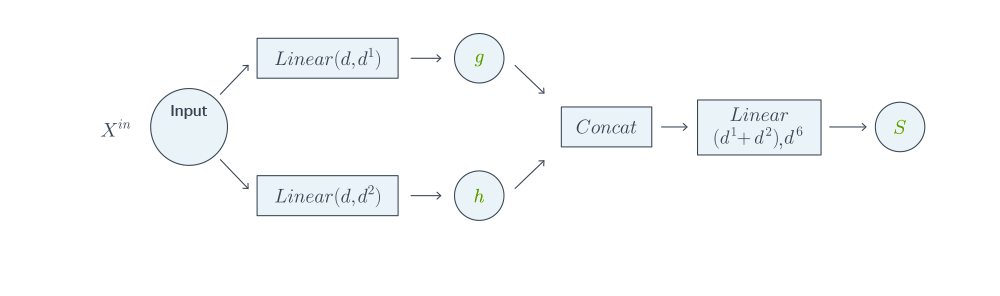 X^{in}
Input
Linear(d,d^1)
g
Linear(d,d^2)
h
Concat
Linear
(d^1+d^2),d^6
S